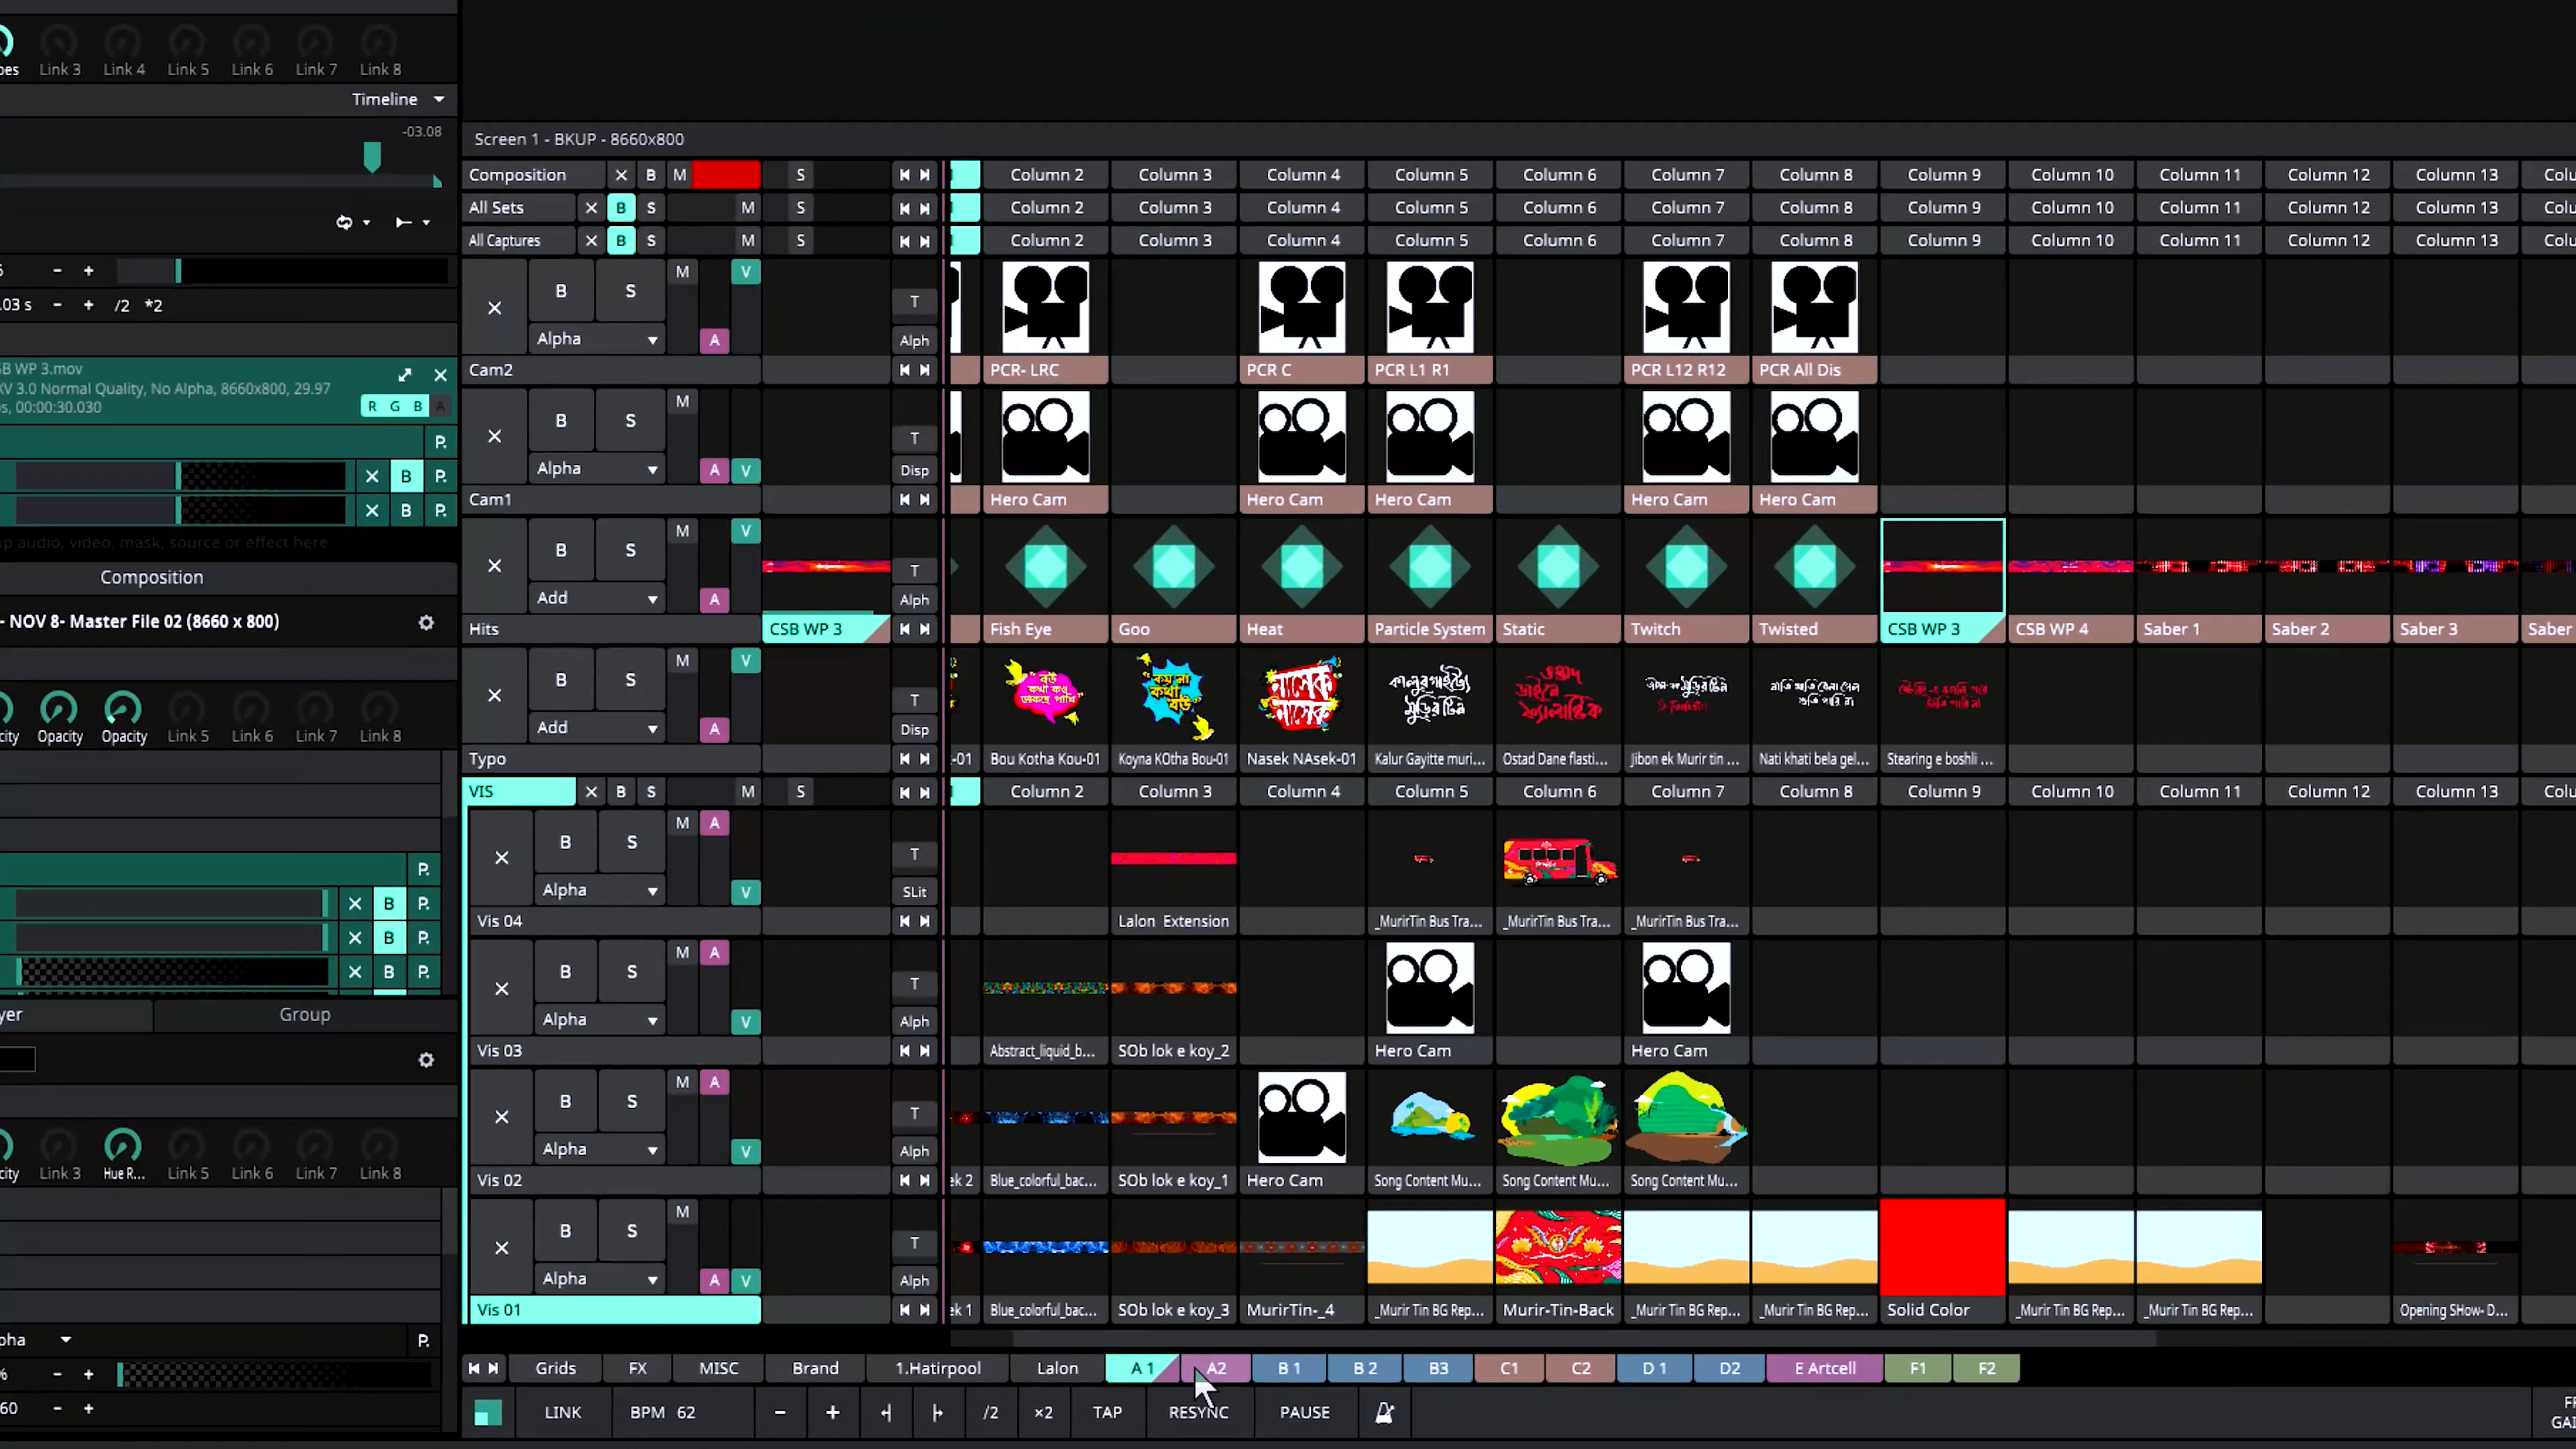 Link 3 Link 4 Link 5 Link 6 Link 7 Link 8
Timeline
-03.08
.03 s - + /2 *2
SB WP 3.mov
XV 3.0 Normal Quality, No Alpha, 8660x800, 29.97
s, 00:00:30.030
R G B A
P.
X B P.
X B P.
op audio, video, mask, source or effect here.
Composition
- NOV 8- Master File 02 (8660 x 800)
Opacity Opacity Link 5 Link 6 Link 7 Link 8
P.
X B P.
X B P.
X B P.
yer Group
Link 3 Hue R... Link 5 Link 6 Link 7 Link 8
pha P.
% - +
60 - +
Screen 1 - BKUP - 8660x800
Composition X B M S Column 2 Column 3 Column 4 Column 5 Column 6 Column 7 Column 8 Column 9 Column 10 Column 11 Column 12 Column 13 Colu
All Sets X B S M S Column 2 Column 3 Column 4 Column 5 Column 6 Column 7 Column 8 Column 9 Column 10 Column 11 Column 12 Column 13 Colu
All Captures X B S M S Column 2 Column 3 Column 4 Column 5 Column 6 Column 7 Column 8 Column 9 Column 10 Column 11 Column 12 Column 13 Colu
X B S M V T
Alpha A Alph
Cam2 PCR- LRC PCR C PCR L1 R1 PCR L12 R12 PCR All Dis
X B S M T
Alpha A V Disp
Cam1 Hero Cam Hero Cam Hero Cam Hero Cam Hero Cam
X B S M V T
Add A Alph
Hits CSB WP 3 Fish Eye Goo Heat Particle System Static Twitch Twisted CSB WP 3 CSB WP 4 Saber 1 Saber 2 Saber 3 Saber
X B S M V T
বউ কথা কও
নাসেক নাসেক
Add A Disp
Typo -01 Bou Kotha Kou-01 Koyna KOtha Bou-01 Nasek NAsek-01 Kalur Gayitte muri... Ostad Dane flasti... Jibon ek Murir tin ... Nati khati bela gel... Stearing e boshli ...
VIS X B S M S Column 2 Column 3 Column 4 Column 5 Column 6 Column 7 Column 8 Column 9 Column 10 Column 11 Column 12 Column 13 Colu
X B S M A T
Alpha V SLit
Vis 04 Lalon Extension _MurirTin Bus Tra... _MurirTin Bus Tra... _MurirTin Bus Tra...
X B S M A T
Alpha V Alph
Vis 03 Abstract_liquid_b... SOb lok e koy_2 Hero Cam Hero Cam
X B S M A T
Alpha V Alph
Vis 02 ek 2 Blue_colorful_bac... SOb lok e koy_1 Hero Cam Song Content Mu... Song Content Mu... Song Content Mu...
X B S M T
Alpha A V Alph
Vis 01 ek 1 Blue_colorful_bac... SOb lok e koy_3 MurirTin-_4 _Murir Tin BG Rep... Murir-Tin-Back _Murir Tin BG Rep... _Murir Tin BG Rep... Solid Color _Murir Tin BG Rep... _Murir Tin BG Rep... Opening SHow- D...
Grids FX MISC Brand 1.Hatirpool Lalon A 1 A2 B 1 B 2 B3 C1 C2 D 1 D2 E Artcell F1 F2
LINK BPM 62 - + /2 ×2 TAP RESYNC PAUSE